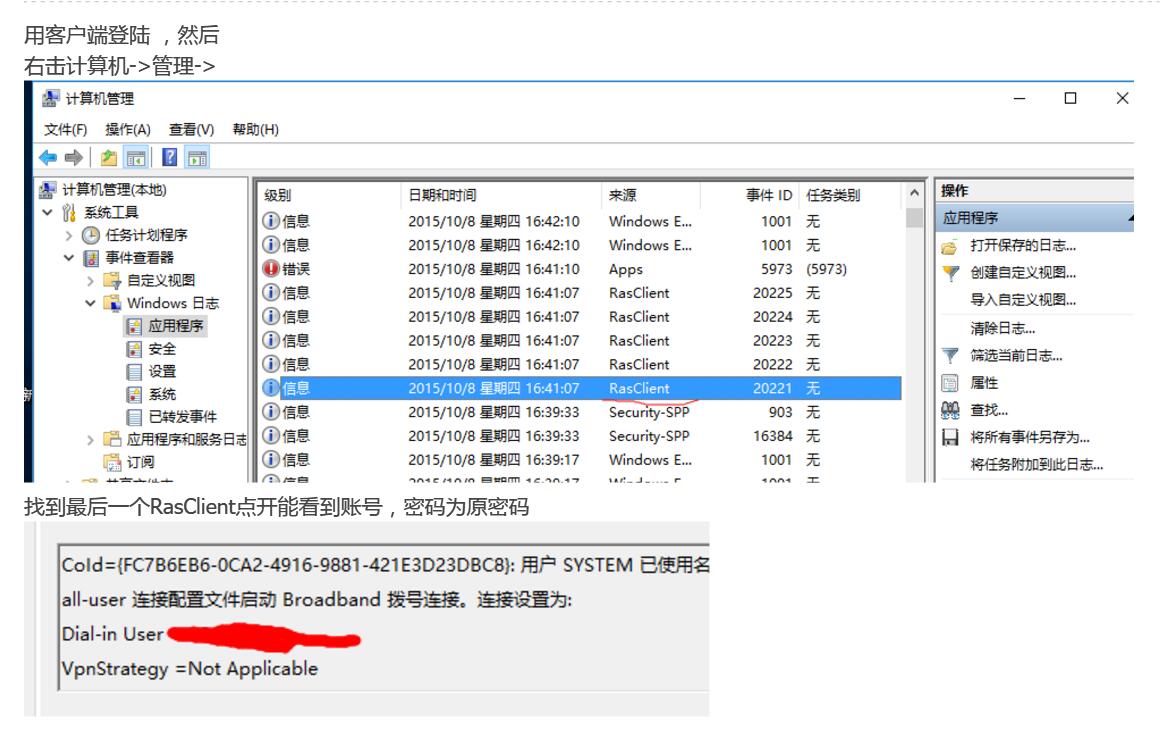 用客户端登陆 ，然后
右击计算机->管理->
计算机管理
文件(F) 操作(A) 查看(V) 帮助(H)
计算机管理(本地)
系统工具
任务计划程序
事件查看器
自定义视图
Windows 日志
应用程序
安全
设置
系统
已转发事件
应用程序和服务日志
订阅
级别 日期和时间 来源 事件 ID 任务类别
信息 2015/10/8 星期四 16:42:10 Windows E... 1001 无
信息 2015/10/8 星期四 16:42:10 Windows E... 1001 无
错误 2015/10/8 星期四 16:41:10 Apps 5973 (5973)
信息 2015/10/8 星期四 16:41:07 RasClient 20225 无
信息 2015/10/8 星期四 16:41:07 RasClient 20224 无
信息 2015/10/8 星期四 16:41:07 RasClient 20223 无
信息 2015/10/8 星期四 16:41:07 RasClient 20222 无
信息 2015/10/8 星期四 16:41:07 RasClient 20221 无
信息 2015/10/8 星期四 16:39:33 Security-SPP 903 无
信息 2015/10/8 星期四 16:39:33 Security-SPP 16384 无
信息 2015/10/8 星期四 16:39:17 Windows E... 1001 无
操作
应用程序
打开保存的日志...
创建自定义视图...
导入自定义视图...
清除日志...
筛选当前日志...
属性
查找...
将所有事件另存为...
将任务附加到此日志...
找到最后一个RasClient点开能看到账号，密码为原密码
CoId={FC7B6EB6-0CA2-4916-9881-421E3D23DBC8}: 用户 SYSTEM 已使用名
all-user 连接配置文件启动 Broadband 拨号连接。连接设置为:
Dial-in User
VpnStrategy =Not Applicable